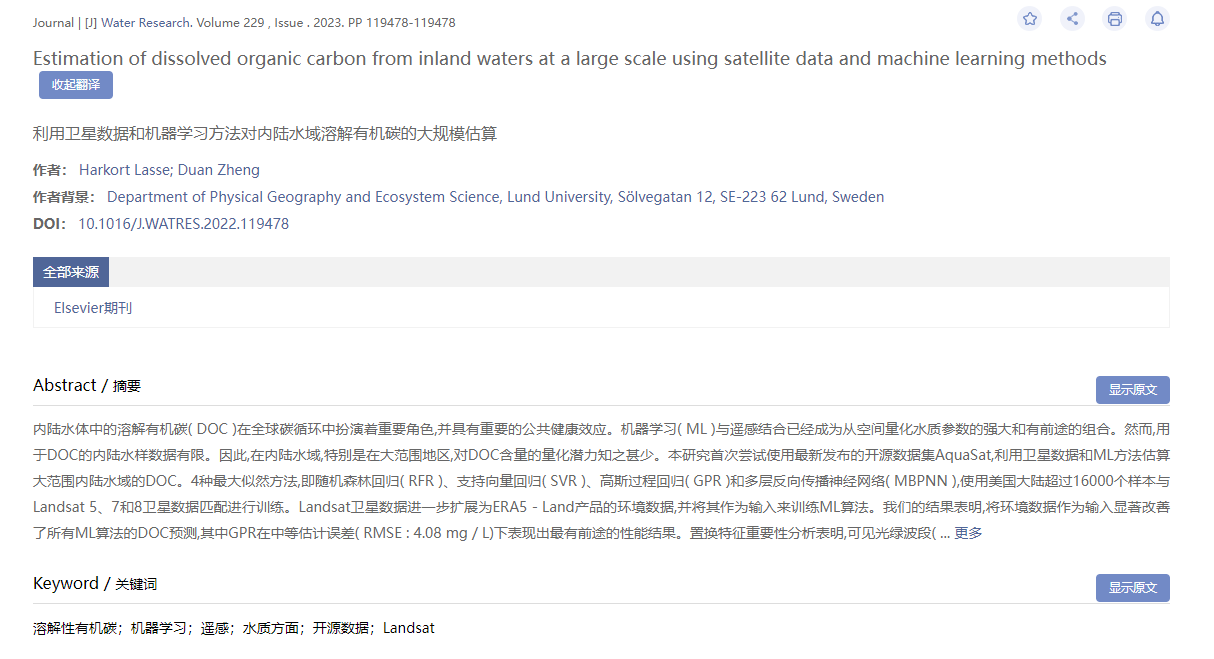 Journal | [J] Water Research. Volume 229 , Issue . 2023. PP 119478-119478
Estimation of dissolved organic carbon from inland waters at a large scale using satellite data and machine learning methods
收起翻译
利用卫星数据和机器学习方法对内陆水域溶解有机碳的大规模估算
作者： Harkort Lasse; Duan Zheng
作者背景： Department of Physical Geography and Ecosystem Science, Lund University, Sölvegatan 12, SE-223 62 Lund, Sweden
DOI： 10.1016/J.WATRES.2022.119478
全部来源
Elsevier期刊
Abstract / 摘要
显示原文
内陆水体中的溶解有机碳( DOC )在全球碳循环中扮演着重要角色,并具有重要的公共健康效应。机器学习( ML )与遥感结合已经成为从空间量化水质参数的强大和有前途的组合。然而,用
于DOC的内陆水样数据有限。因此,在内陆水域,特别是在大范围地区,对DOC含量的量化潜力知之甚少。本研究首次尝试使用最新发布的开源数据集AquaSat,利用卫星数据和ML方法估算
大范围内陆水域的DOC。4种最大似然方法,即随机森林回归( RFR )、支持向量回归( SVR )、高斯过程回归( GPR )和多层反向传播神经网络( MBPNN ),使用美国大陆超过16000个样本与
Landsat 5、7和8卫星数据匹配进行训练。Landsat卫星数据进一步扩展为ERA5 - Land产品的环境数据,并将其作为输入来训练ML算法。我们的结果表明,将环境数据作为输入显著改善
了所有ML算法的DOC预测,其中GPR在中等估计误差( RMSE : 4.08 mg / L)下表现出最有前途的性能结果。置换特征重要性分析表明,可见光绿波段( ... 更多
Keyword / 关键词
显示原文
溶解性有机碳；机器学习；遥感；水质方面；开源数据；Landsat